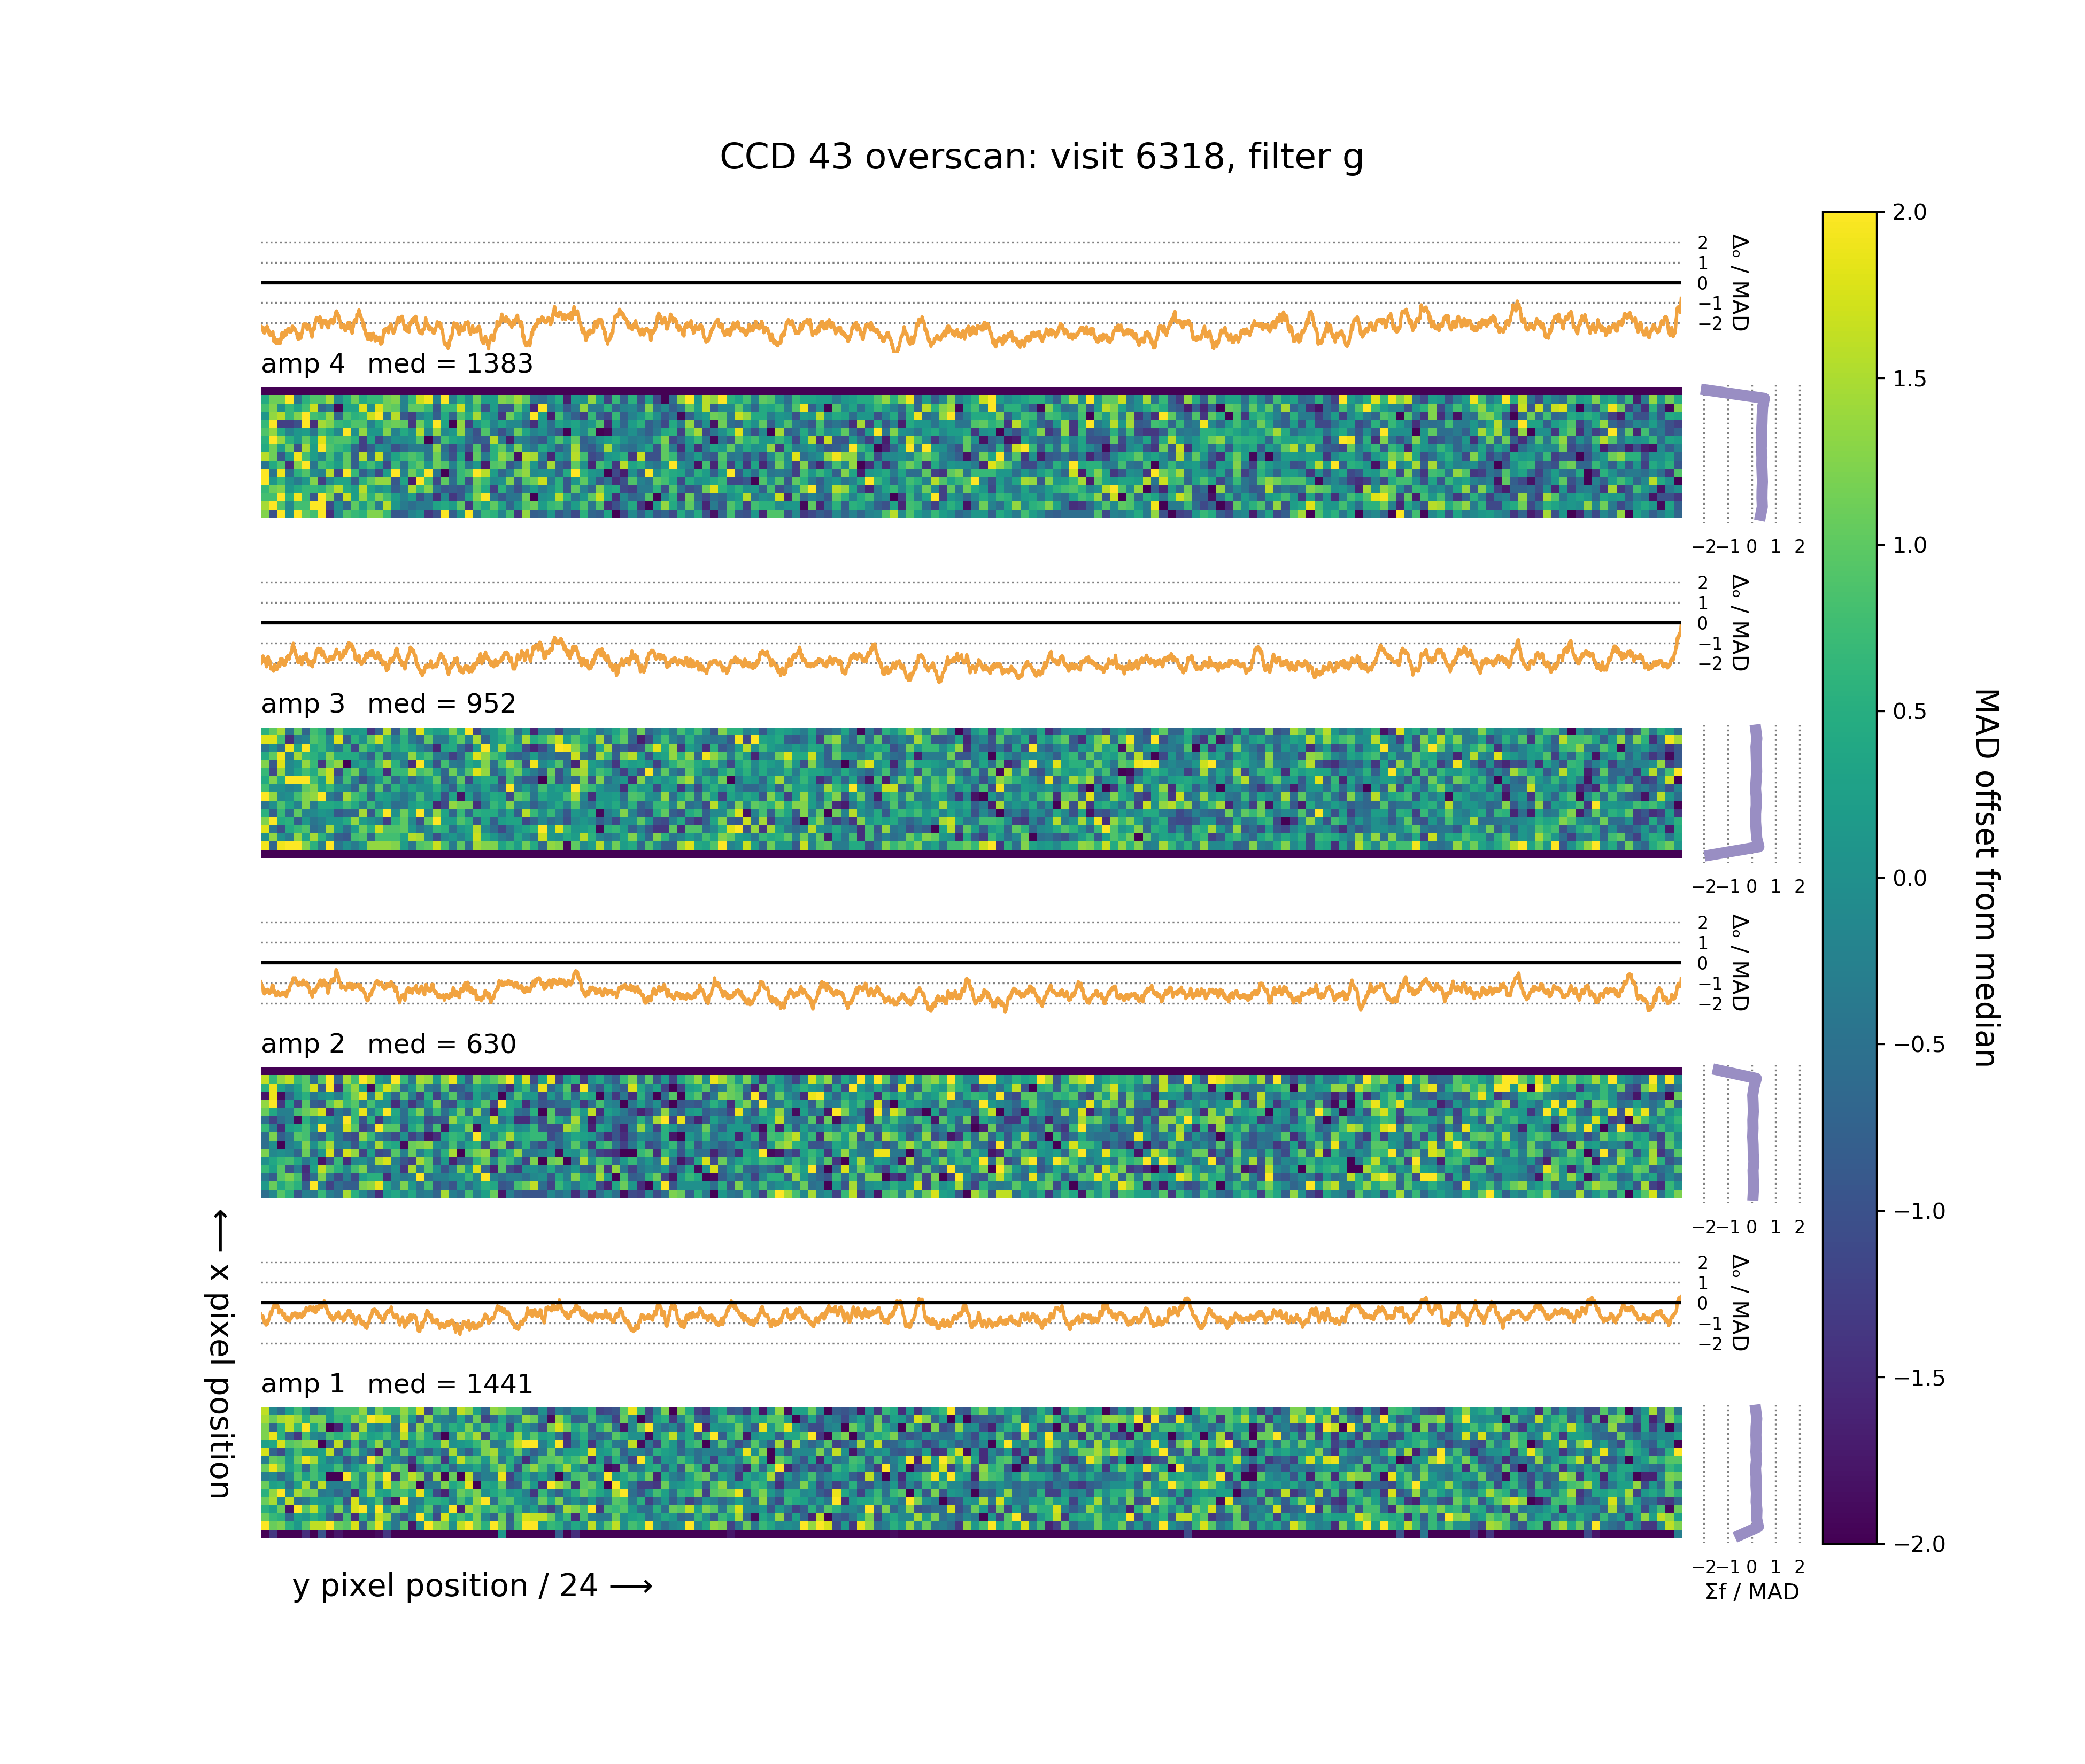 CCD 43 overscan: visit 6318, filter g
2
1
0
−1
−2
Δₒ / MAD
amp 4 med = 1383
−2 −1 0 1 2
2
1
0
−1
−2
Δₒ / MAD
amp 3 med = 952
−2 −1 0 1 2
2
1
0
−1
−2
Δₒ / MAD
amp 2 med = 630
−2 −1 0 1 2
2
1
0
−1
−2
Δₒ / MAD
amp 1 med = 1441
−2 −1 0 1 2
Σf / MAD
⟵ x pixel position
y pixel position / 24 ⟶
2.0
1.5
1.0
0.5
0.0
−0.5
−1.0
−1.5
−2.0
MAD offset from median